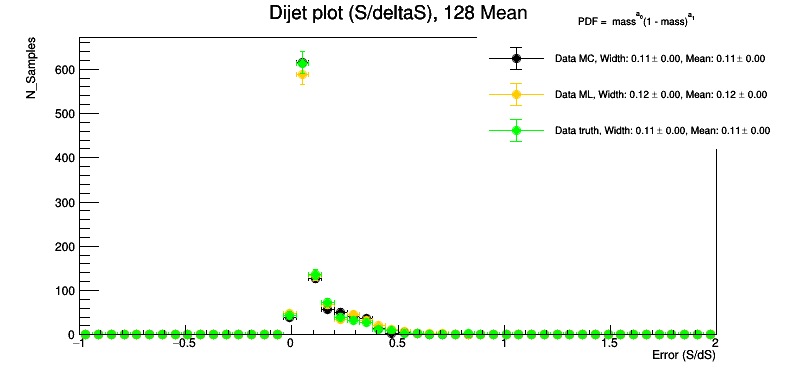 Dijet plot (S/deltaS), 128 Mean
PDF = mass^a0(1 - mass)^a1
Data MC, Width: 0.11 ± 0.00, Mean: 0.11 ± 0.00
Data ML, Width: 0.12 ± 0.00, Mean: 0.12 ± 0.00
Data truth, Width: 0.11 ± 0.00, Mean: 0.11 ± 0.00
N_Samples
600
500
400
300
200
100
0
−1 −0.5 0 0.5 1 1.5 2
Error (S/dS)